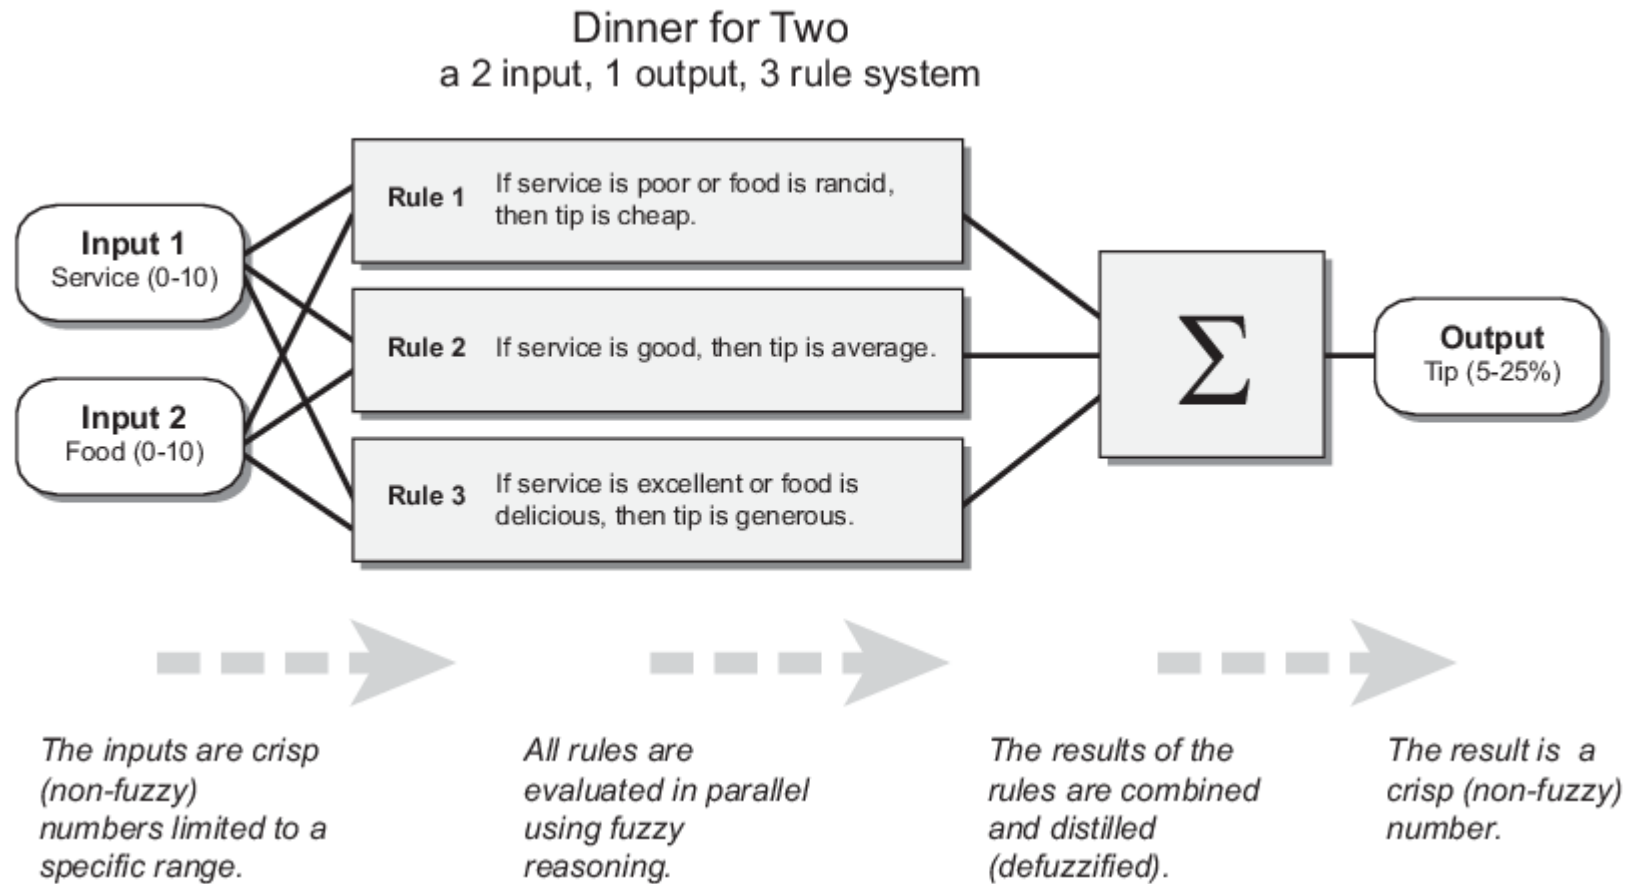 Dinner for Two
a 2 input, 1 output, 3 rule system
Input 1
Service (0-10)
Input 2
Food (0-10)
Rule 1
If service is poor or food is rancid,
then tip is cheap.
Rule 2
If service is good, then tip is average.
Rule 3
If service is excellent or food is
delicious, then tip is generous.
Σ
Output
Tip (5-25%)
The inputs are crisp
(non-fuzzy)
numbers limited to a
specific range.
All rules are
evaluated in parallel
using fuzzy
reasoning.
The results of the
rules are combined
and distilled
(defuzzified).
The result is a
crisp (non-fuzzy)
number.